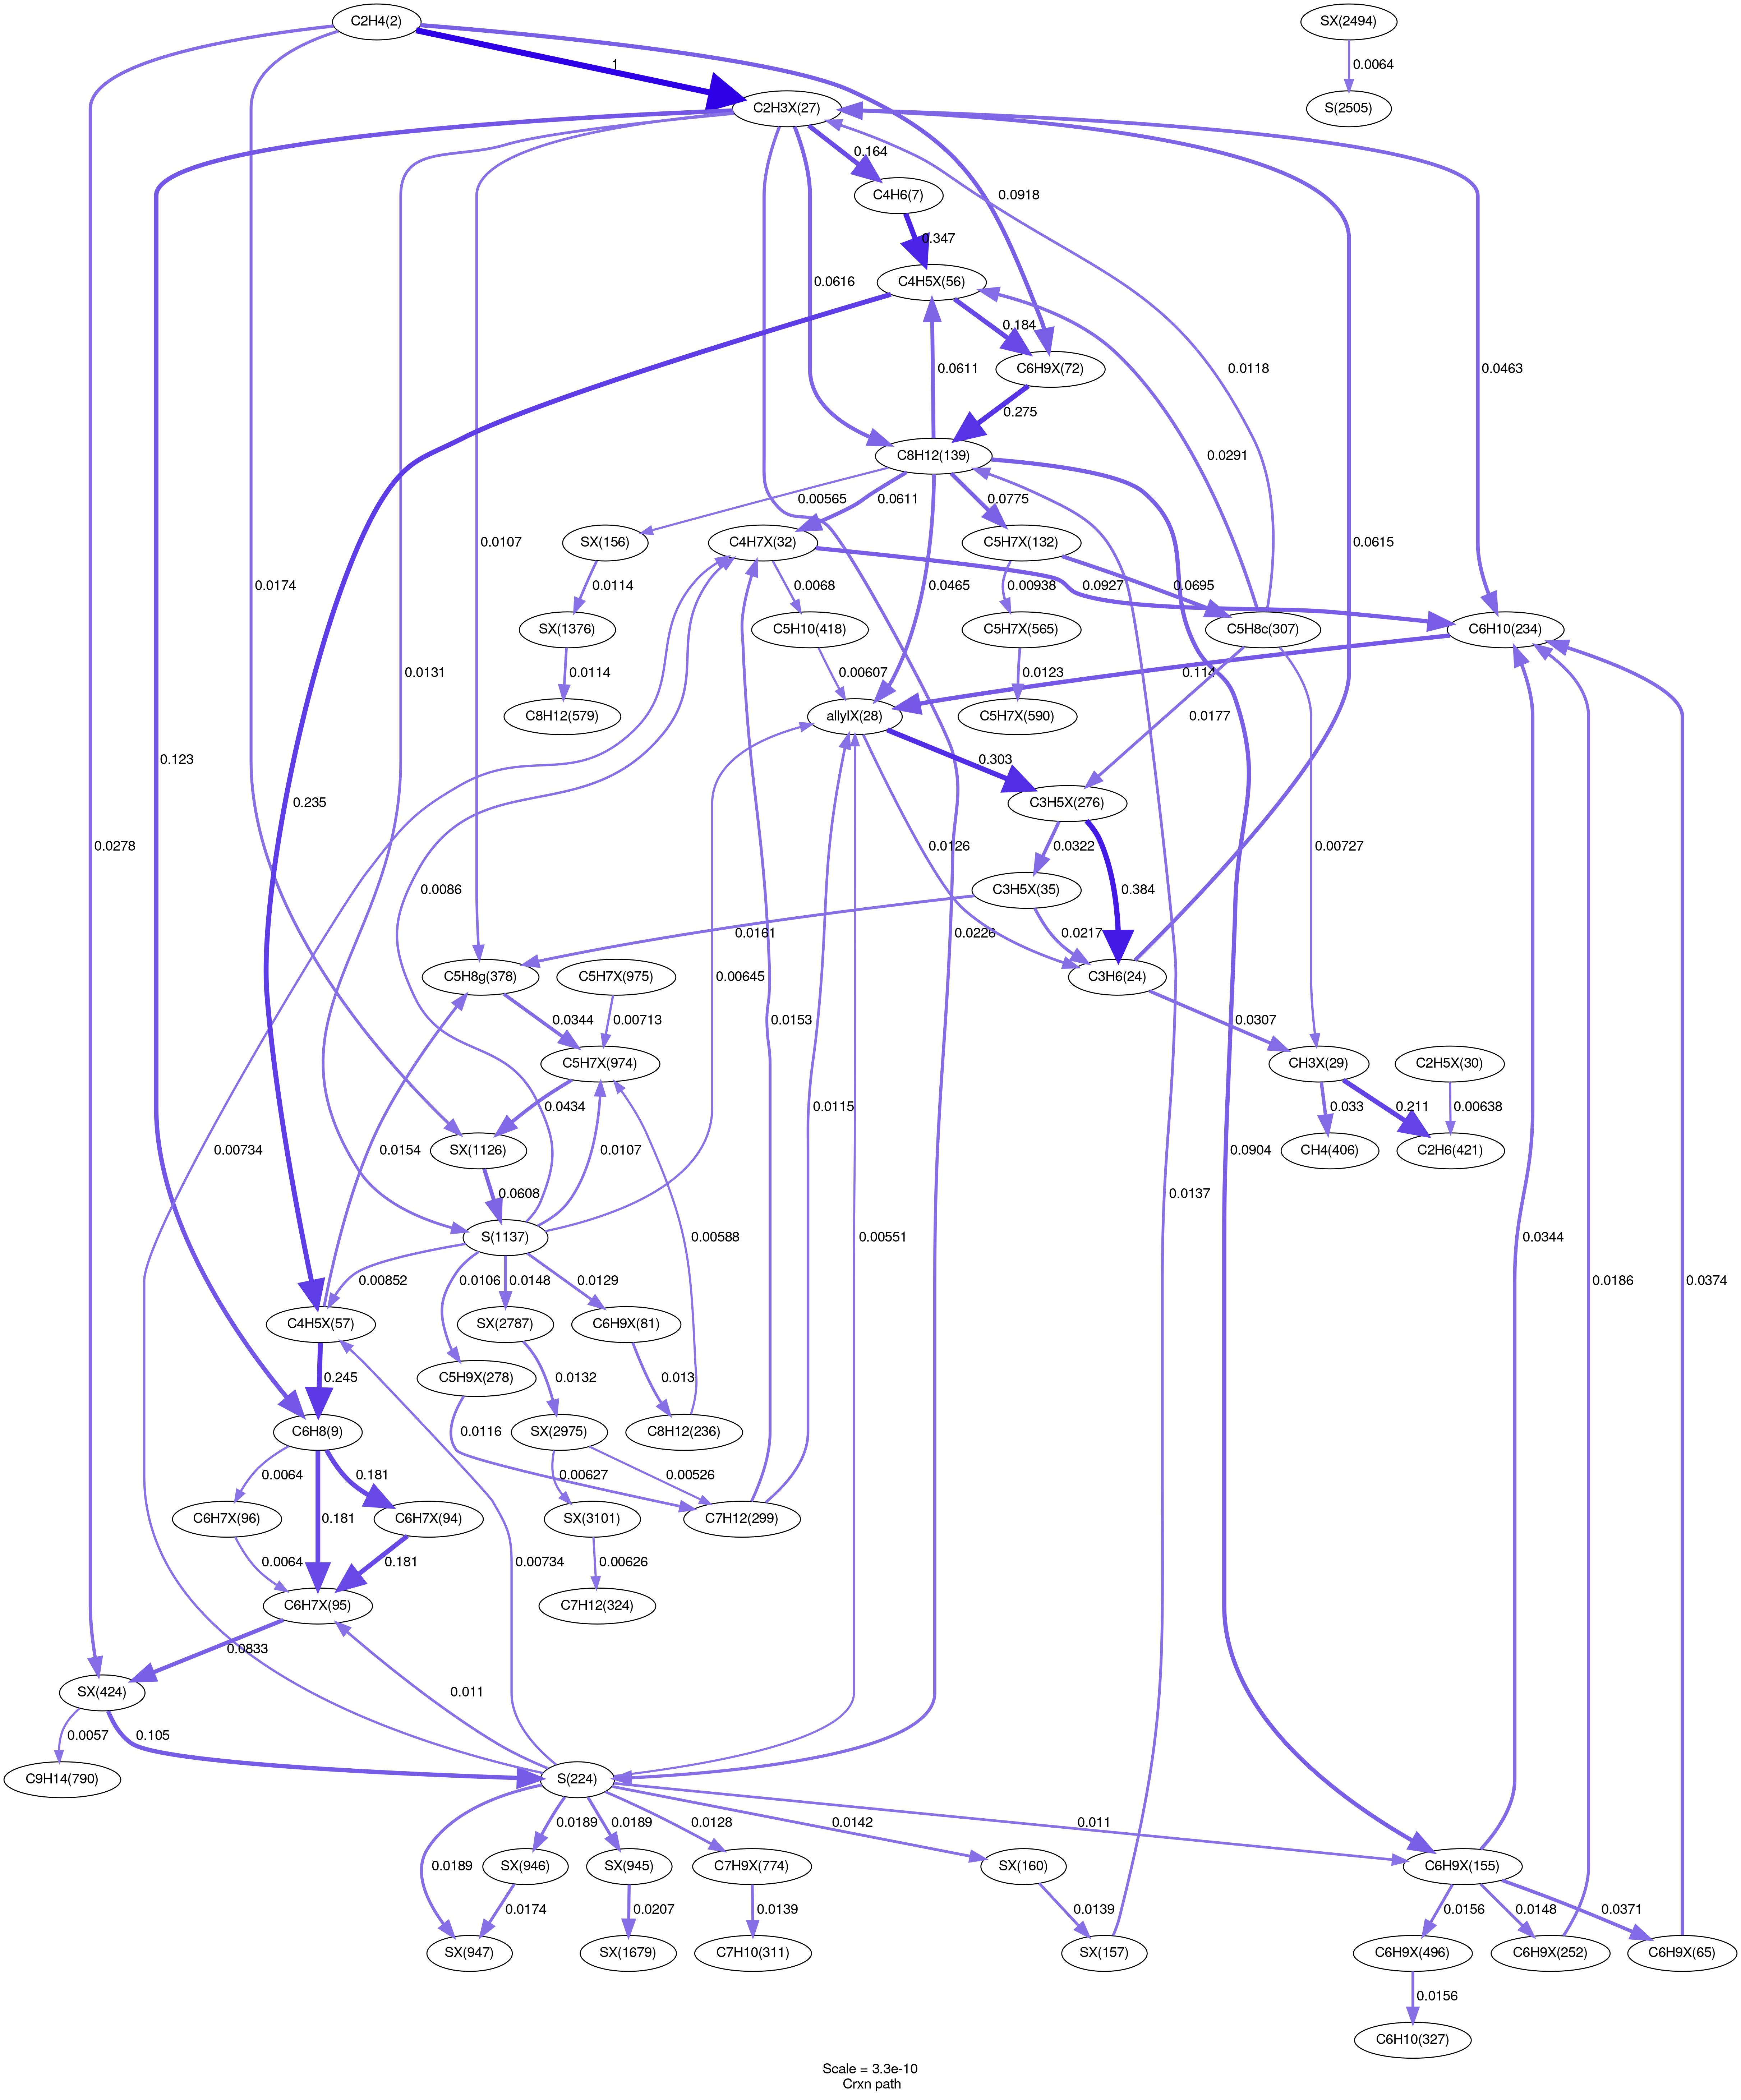 C2H4(2)
SX(2494)
1
0.0064
C2H3X(27)
S(2505)
0.164
C4H6(7)
0.0918
0.347
0.0616
C4H5X(56)
0.0463
0.184
0.0611
0.0118
C6H9X(72)
0.275
C8H12(139)
0.0291
0.00565
0.0611
0.0775
0.0107
SX(156)
C4H7X(32)
C5H7X(132)
0.0615
0.0174
0.0114
0.0068
0.00938
0.0927
0.0695
0.0131
0.0465
SX(1376)
C5H10(418)
C5H7X(565)
C5H8c(307)
C6H10(234)
0.0114
0.00607
0.0123
0.114
C8H12(579)
allylX(28)
C5H7X(590)
0.0177
0.123
0.235
0.303
C3H5X(276)
0.0278
0.0086
0.0126
0.0322
0.00727
C3H5X(35)
0.384
0.0161
0.0217
0.0226
C5H8g(378)
C5H7X(975)
0.00645
C3H6(24)
0.0344
0.00713
0.0153
0.0307
C5H7X(974)
CH3X(29)
C2H5X(30)
0.0434
0.0115
0.033
0.211
0.00638
0.00734
0.0154
SX(1126)
0.0107
0.0904
CH4(406)
C2H6(421)
0.0608
0.0137
S(1137)
0.00588
0.00551
0.0344
0.00852
0.0106
0.0148
0.0129
0.0186
0.0374
C4H5X(57)
SX(2787)
C6H9X(81)
0.245
C5H9X(278)
0.0132
0.013
C6H8(9)
0.0116
SX(2975)
C8H12(236)
0.0064
0.181
0.00627
0.00526
C6H7X(96)
0.181
C6H7X(94)
SX(3101)
C7H12(299)
0.0064
0.181
0.00734
0.00626
C6H7X(95)
C7H12(324)
0.0833
SX(424)
0.011
0.0057
0.105
C9H14(790)
S(224)
0.0189
0.0189
0.0189
0.0128
0.0142
0.011
SX(946)
SX(945)
C7H9X(774)
SX(160)
C6H9X(155)
0.0174
0.0207
0.0139
0.0139
0.0156
0.0148
0.0371
SX(947)
SX(1679)
C7H10(311)
SX(157)
C6H9X(496)
C6H9X(252)
C6H9X(65)
0.0156
C6H10(327)
Scale = 3.3e-10
Crxn path